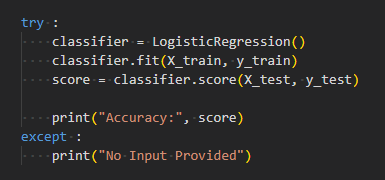 try :
    classifier = LogisticRegression()
    classifier.fit(X_train, y_train)
    score = classifier.score(X_test, y_test)

    print("Accuracy:", score)
except :
    print("No Input Provided")